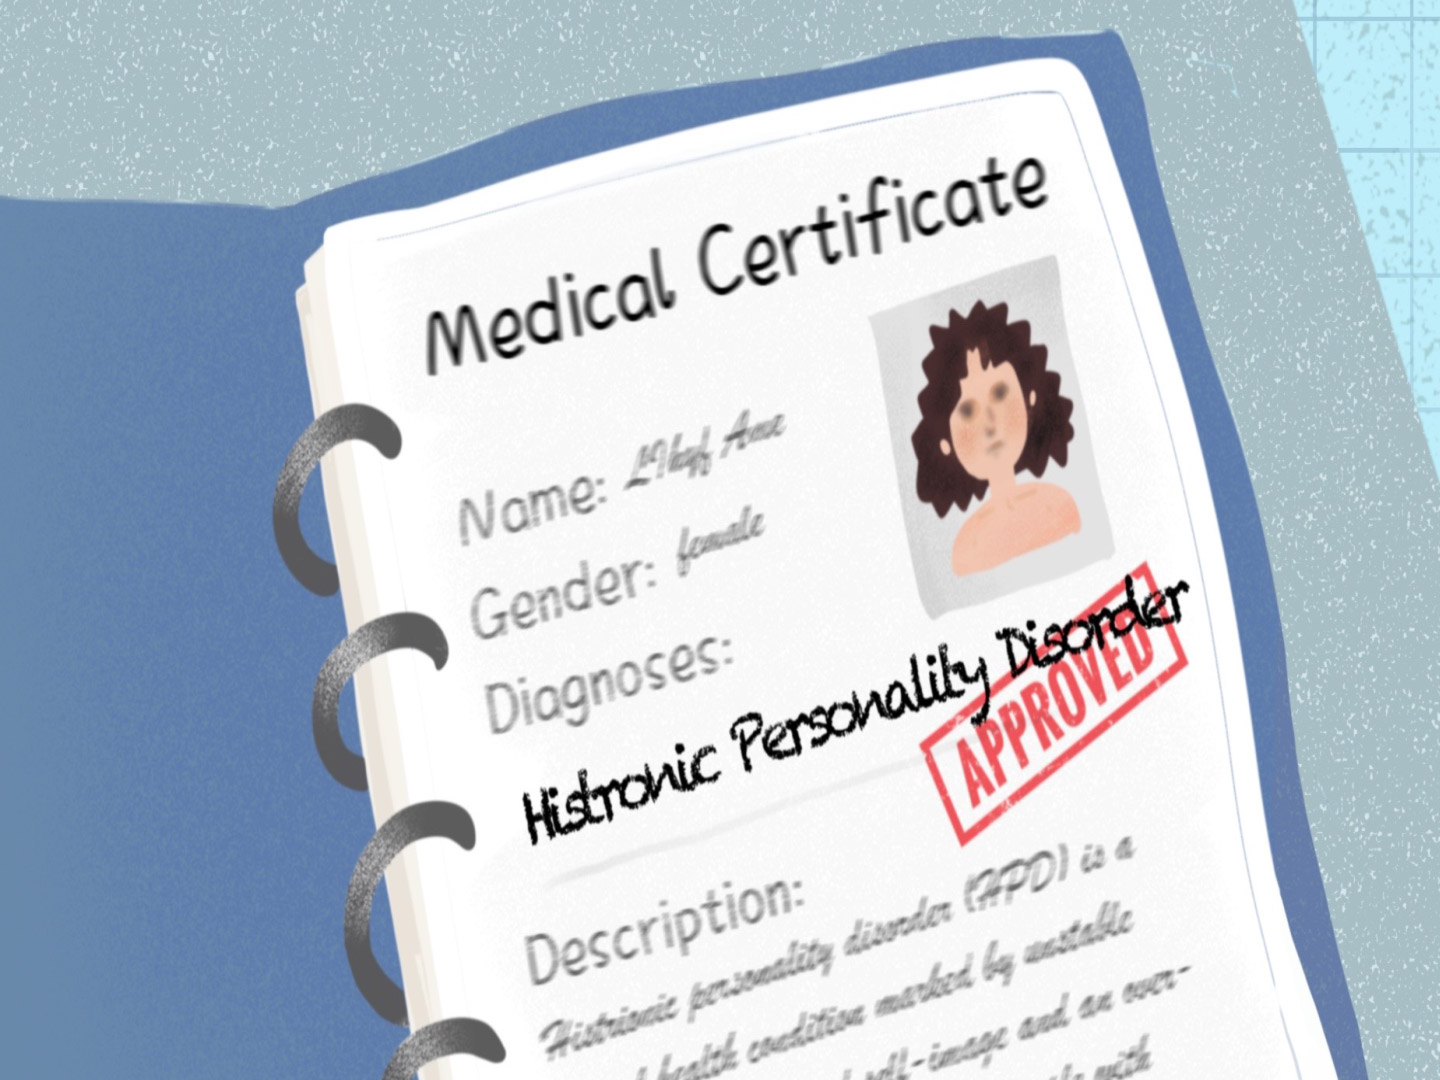 Medical Certificate
Name:
Gender: female
Diagnoses:
Histronic Personality Disorder
APPROVED
Description:
Histrionic personality disorder (HPD) is a
health condition marked by unstable
self-image and an over-
with